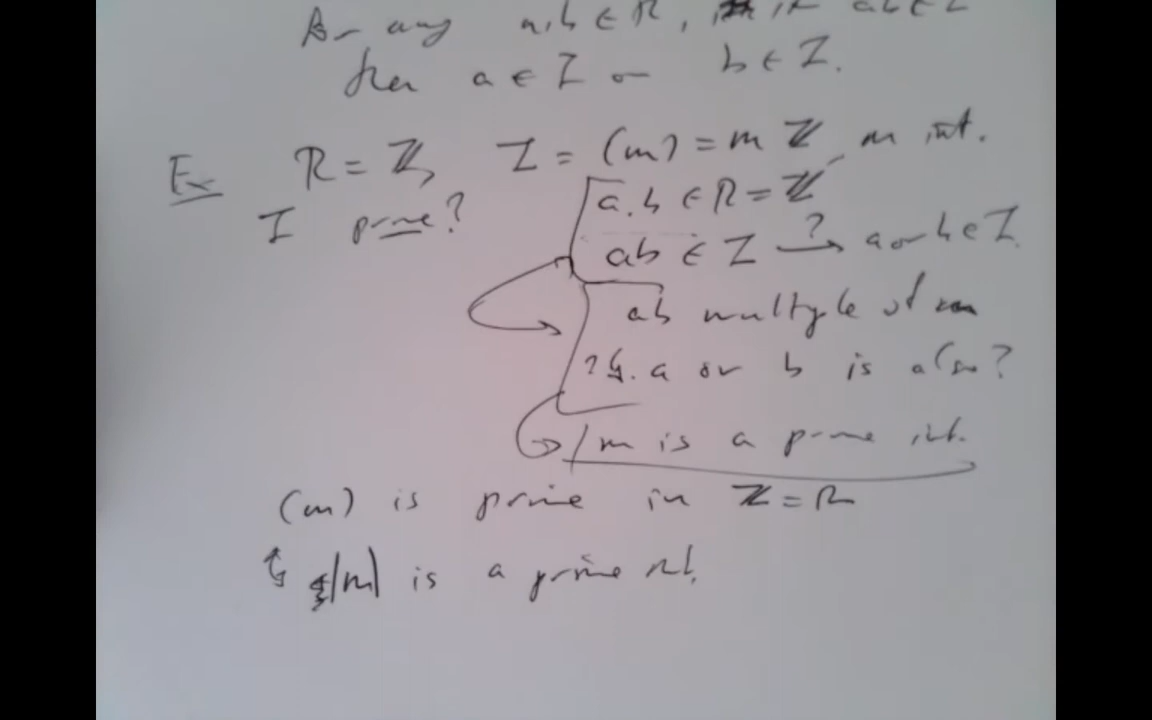 for any a, b ∈ R, if ab ∈ I
then a ∈ I or b ∈ I.
Ex R = ℤ, I = (m) = mℤ, m int.
I prime? a, b ∈ R = ℤ
ab ∈ I ?→ a or b ∈ I.
ab multiple of m
? ↳. a or b is also?
m is a prime int.
(m) is prime in ℤ = R
↕ |m| is a prime int.